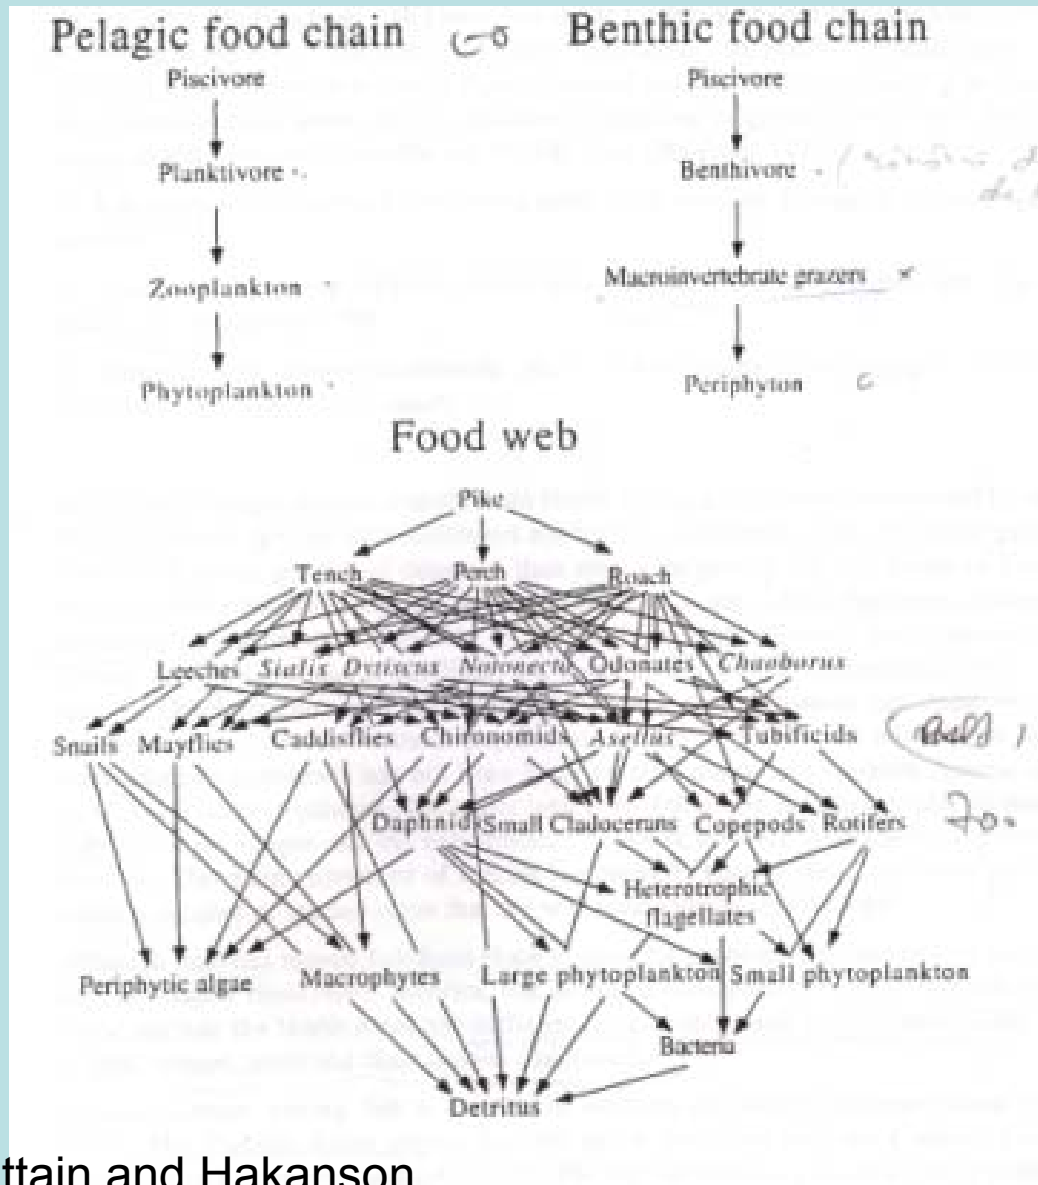 Pelagic food chain Benthic food chain
Piscivore Piscivore
Planktivore Benthivore
Zooplankton Macroinvertebrate grazers
Phytoplankton Periphyton
Food web
Pike
Tench Perch Roach
Leeches Sialis Dytiscus Notonecta Odonates Chaoborus
Snails Mayflies Caddisflies Chironomids Asellus Tubificids
Daphnids Small Cladocerans Copepods Rotifers
Heterotrophic
flagellates
Periphytic algae Macrophytes Large phytoplankton Small phytoplankton
Bacteria
Detritus
ttain and Hakanson